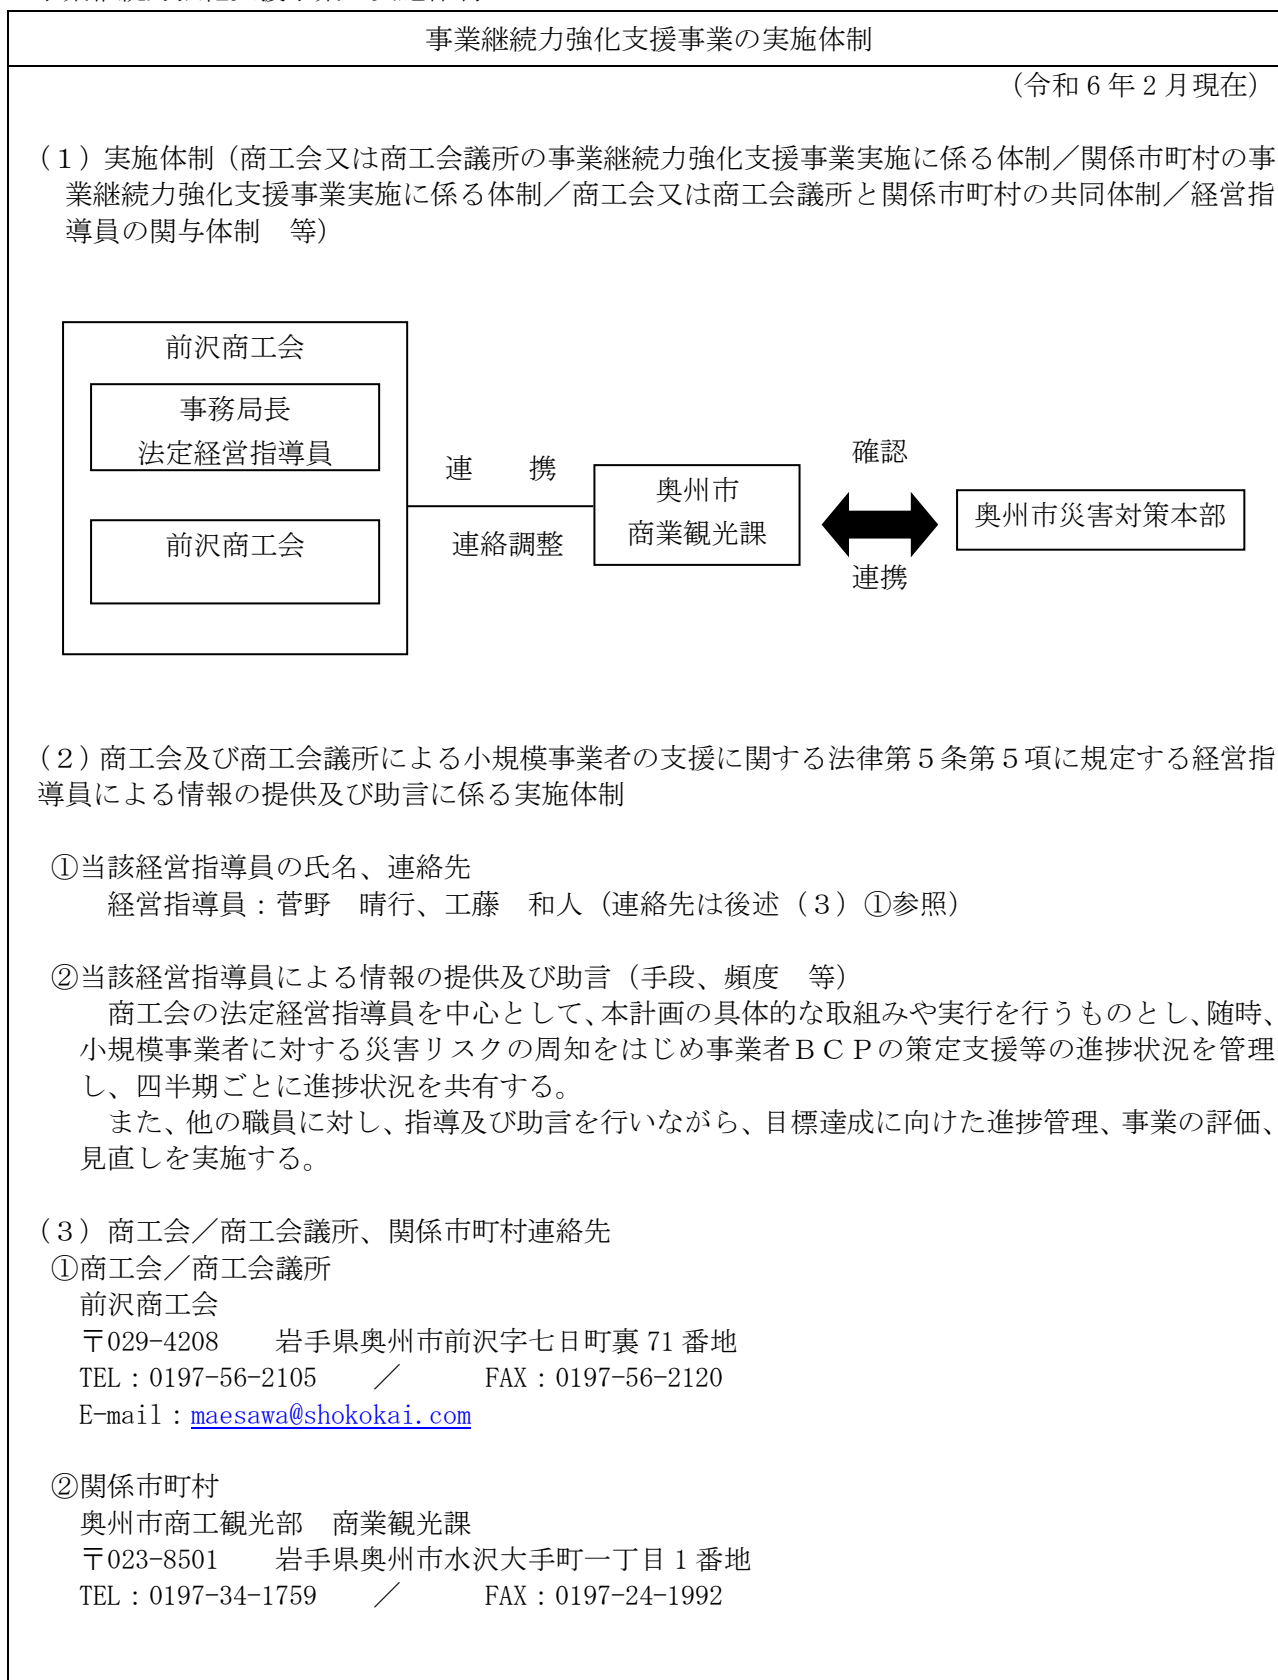 事業継続力強化支援事業の実施体制
（令和 6 年 2 月現在）
（１）実施体制（商工会又は商工会議所の事業継続力強化支援事業実施に係る体制／関係市町村の事
業継続力強化支援事業実施に係る体制／商工会又は商工会議所と関係市町村の共同体制／経営指
導員の関与体制　等）
前沢商工会
事務局長
法定経営指導員
前沢商工会
連　　携
連絡調整
奥州市
商業観光課
確認
連携
奥州市災害対策本部
（２）商工会及び商工会議所による小規模事業者の支援に関する法律第５条第５項に規定する経営指
導員による情報の提供及び助言に係る実施体制
①当該経営指導員の氏名、連絡先
経営指導員：菅野　晴行、工藤　和人（連絡先は後述（３）①参照）
②当該経営指導員による情報の提供及び助言（手段、頻度　等）
商工会の法定経営指導員を中心として、本計画の具体的な取組みや実行を行うものとし、随時、
小規模事業者に対する災害リスクの周知をはじめ事業者ＢＣＰの策定支援等の進捗状況を管理
し、四半期ごとに進捗状況を共有する。
また、他の職員に対し、指導及び助言を行いながら、目標達成に向けた進捗管理、事業の評価、
見直しを実施する。
（３）商工会／商工会議所、関係市町村連絡先
①商工会／商工会議所
前沢商工会
〒029-4208　　岩手県奥州市前沢字七日町裏 71 番地
TEL：0197-56-2105　　／　　　FAX：0197-56-2120
E-mail：maesawa@shokokai.com
②関係市町村
奥州市商工観光部　商業観光課
〒023-8501　　岩手県奥州市水沢大手町一丁目 1 番地
TEL：0197-34-1759　　／　　　FAX：0197-24-1992